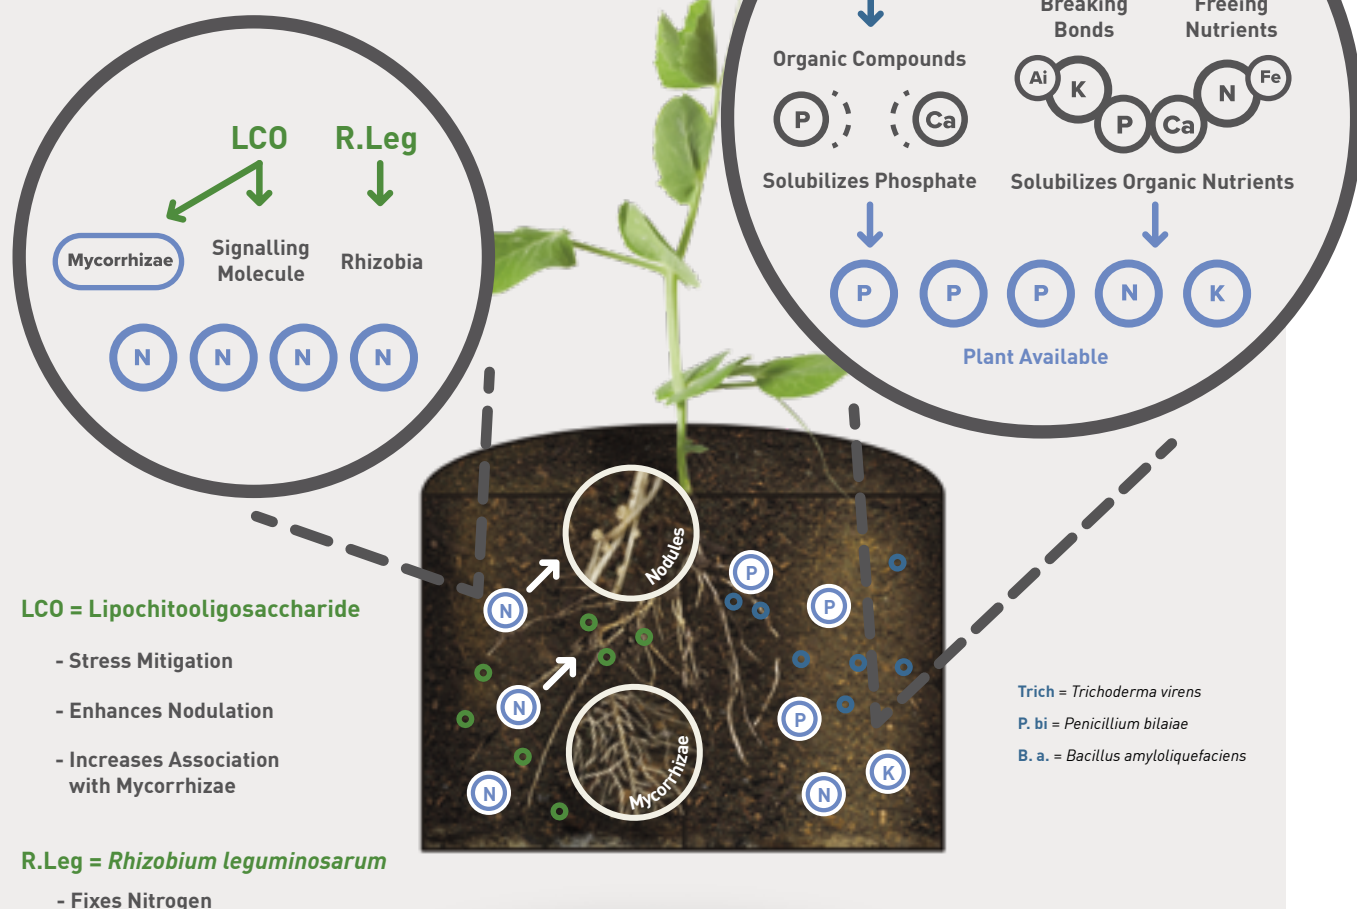 LCO
R.Leg
Mycorrhizae
Signalling
Molecule
Rhizobia
N
N
N
N
Organic Compounds
P
Ca
Solubilizes Phosphate
Breaking
Bonds
Freeing
Nutrients
Ai
K
P
Ca
N
Fe
Solubilizes Organic Nutrients
P
P
P
N
K
Plant Available
Nodules
Mycorrhizae
N
N
N
P
P
P
N
K
LCO = Lipochitooligosaccharide
- Stress Mitigation
- Enhances Nodulation
- Increases Association
with Mycorrhizae
R.Leg = Rhizobium leguminosarum
- Fixes Nitrogen
Trich = Trichoderma virens
P. bi = Penicillium bilaiae
B. a. = Bacillus amyloliquefaciens